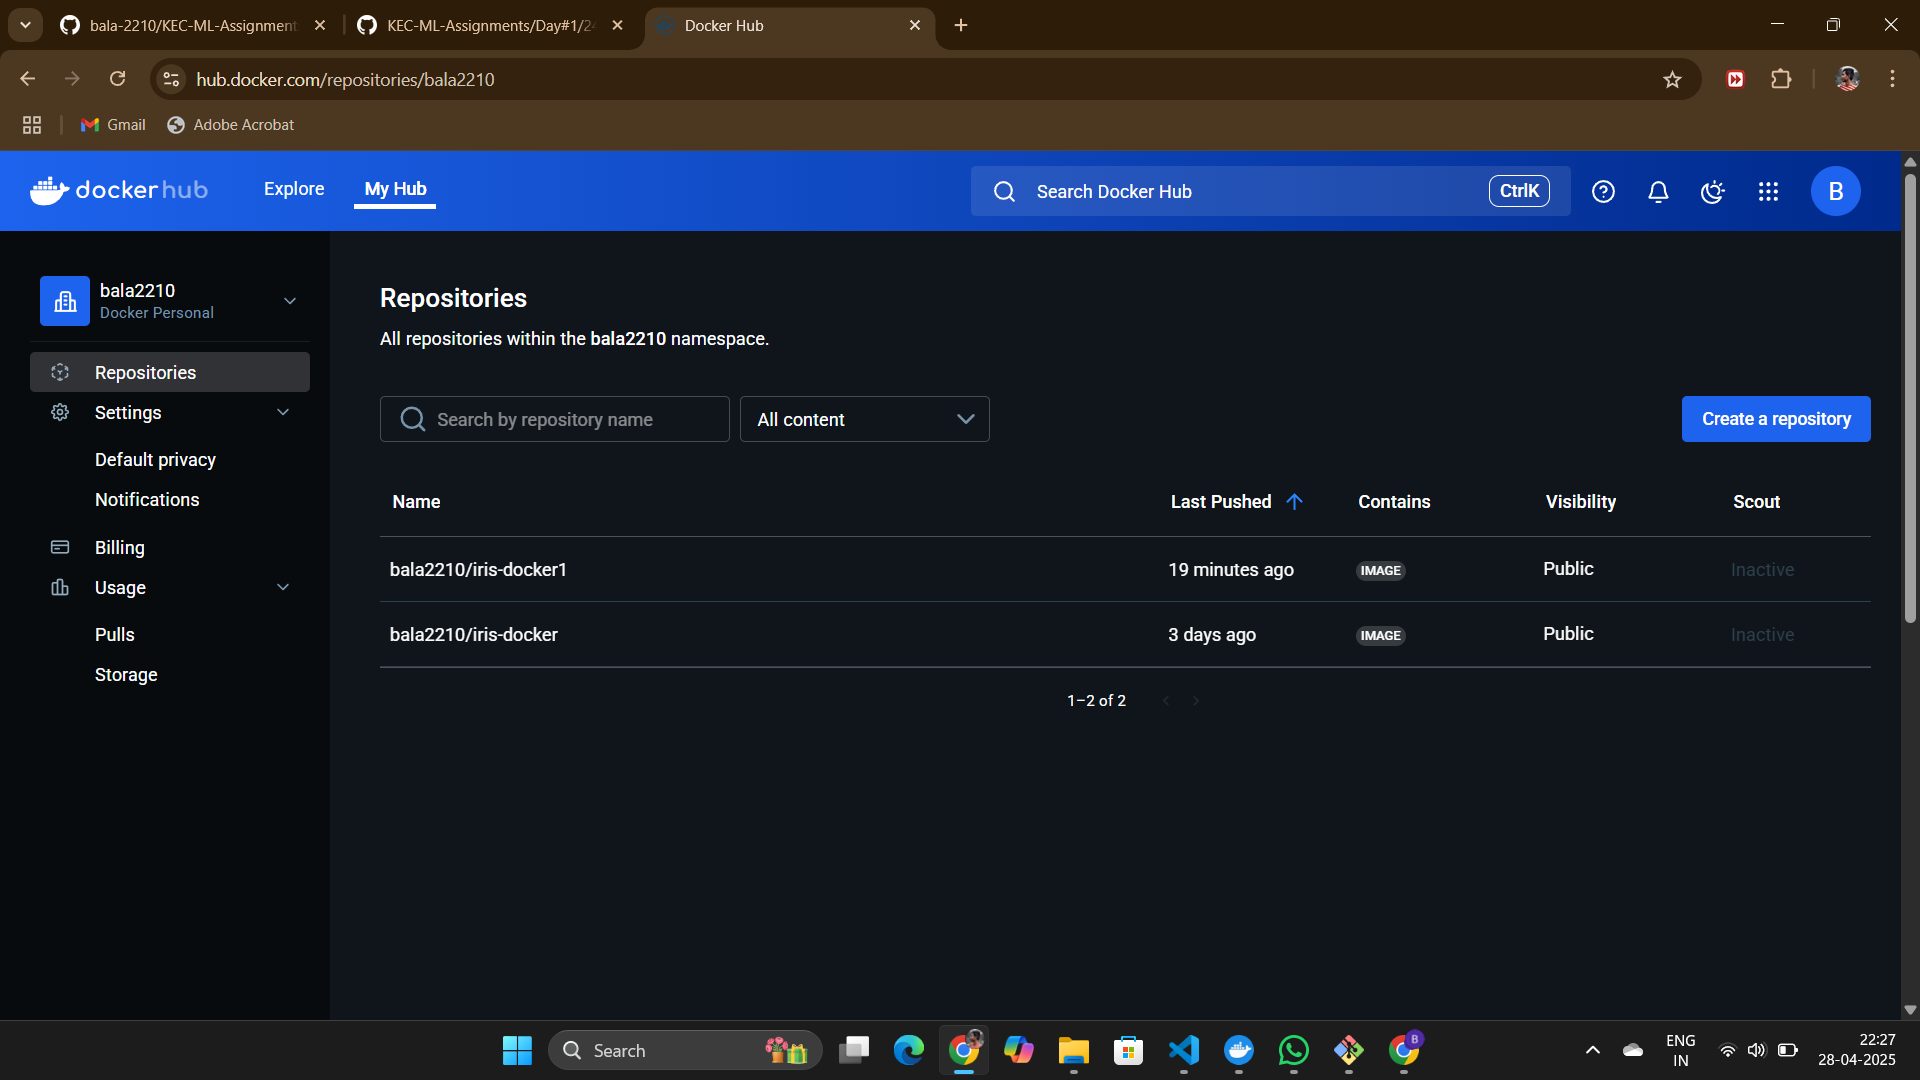 bala-2210/KEC-ML-Assignment
KEC-ML-Assignments/Day#1/24
Docker Hub
hub.docker.com/repositories/bala2210
Gmail
Adobe Acrobat
docker hub
Explore
My Hub
Search Docker Hub
CtrlK
B
bala2210
Docker Personal
Repositories
Settings
Default privacy
Notifications
Billing
Usage
Pulls
Storage
Repositories
All repositories within the bala2210 namespace.
Search by repository name
All content
Create a repository
Name Last Pushed Contains Visibility Scout
bala2210/iris-docker1 19 minutes ago IMAGE Public Inactive
bala2210/iris-docker 3 days ago IMAGE Public Inactive
1–2 of 2
Search
B
ENG
IN
22:27
28-04-2025